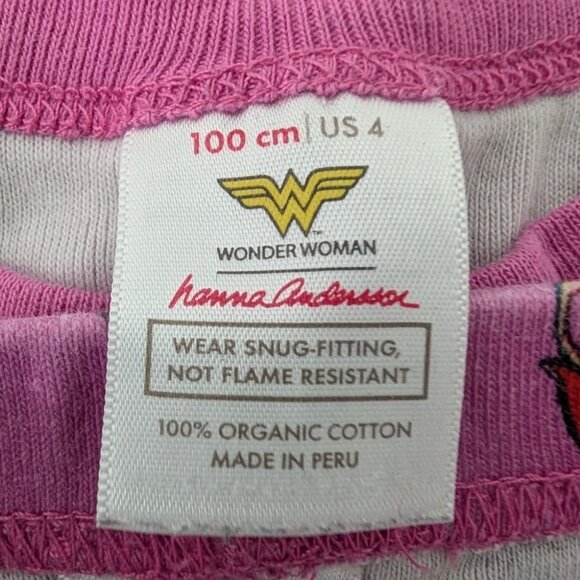 100 cm | US 4
W
™
WONDER WOMAN
hanna Andersson
WEAR SNUG-FITTING,
NOT FLAME RESISTANT
100% ORGANIC COTTON
MADE IN PERU